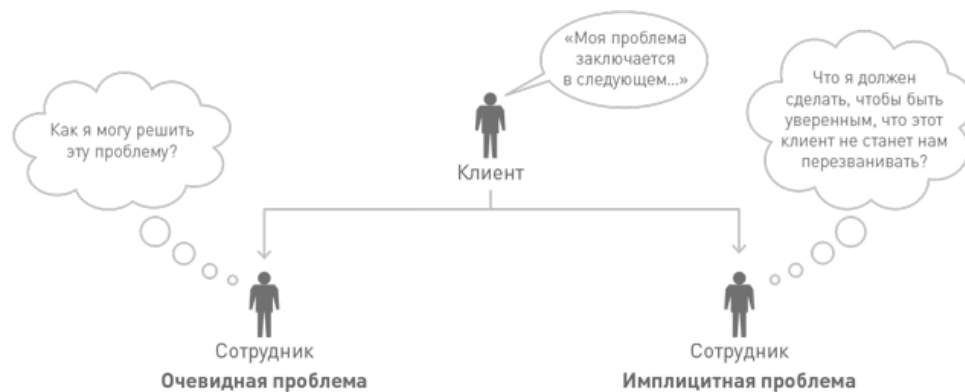 «Моя проблема
заключается
в следующем...»
Как я могу решить
эту проблему?
Что я должен
сделать, чтобы быть
уверенным, что этот
клиент не станет нам
перезванивать?
Клиент
Сотрудник
Очевидная проблема
Сотрудник
Имплицитная проблема